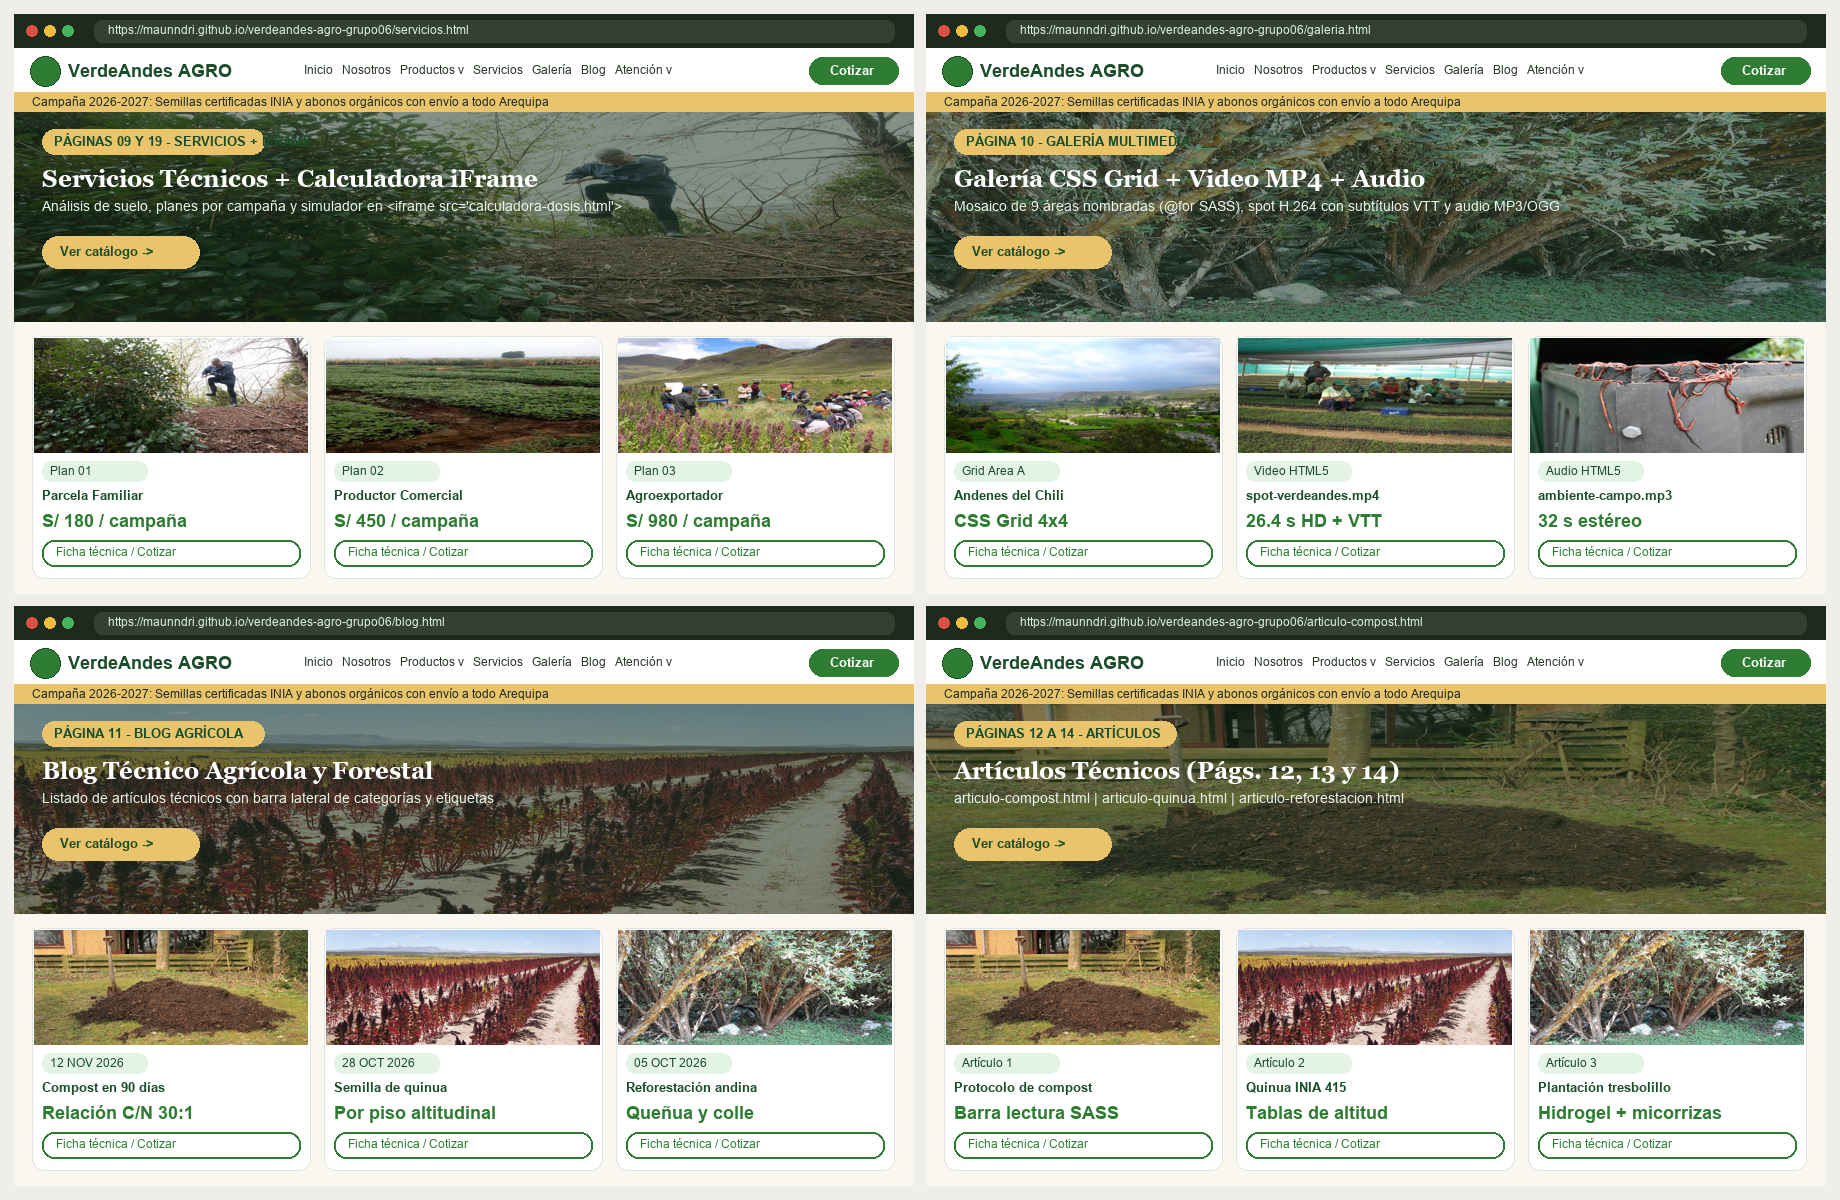 https://maunndri.github.io/verdeandes-agro-grupo06/servicios.html
VerdeAndes AGRO
Inicio Nosotros Productos v Servicios Galería Blog Atención v
Cotizar
Campaña 2026-2027: Semillas certificadas INIA y abonos orgánicos con envío a todo Arequipa
PÁGINAS 09 Y 19 - SERVICIOS +
Servicios Técnicos + Calculadora iFrame
Análisis de suelo, planes por campaña y simulador en <iframe src='calculadora-dosis.html'>
Ver catálogo ->
Plan 01
Parcela Familiar
S/ 180 / campaña
Ficha técnica / Cotizar
Plan 02
Productor Comercial
S/ 450 / campaña
Ficha técnica / Cotizar
Plan 03
Agroexportador
S/ 980 / campaña
Ficha técnica / Cotizar
https://maunndri.github.io/verdeandes-agro-grupo06/galeria.html
VerdeAndes AGRO
Inicio Nosotros Productos v Servicios Galería Blog Atención v
Cotizar
Campaña 2026-2027: Semillas certificadas INIA y abonos orgánicos con envío a todo Arequipa
PÁGINA 10 - GALERÍA
Galería CSS Grid + Video MP4 + Audio
Mosaico de 9 áreas nombradas (@for SASS), spot H.264 con subtítulos VTT y audio MP3/OGG
Ver catálogo ->
Grid Area A
Andenes del Chili
CSS Grid 4x4
Ficha técnica / Cotizar
Video HTML5
spot-verdeandes.mp4
26.4 s HD + VTT
Ficha técnica / Cotizar
Audio HTML5
ambiente-campo.mp3
32 s estéreo
Ficha técnica / Cotizar
https://maunndri.github.io/verdeandes-agro-grupo06/blog.html
VerdeAndes AGRO
Inicio Nosotros Productos v Servicios Galería Blog Atención v
Cotizar
Campaña 2026-2027: Semillas certificadas INIA y abonos orgánicos con envío a todo Arequipa
PÁGINA 11 - BLOG AGRÍCOLA
Blog Técnico Agrícola y Forestal
Listado de artículos técnicos con barra lateral de categorías y etiquetas
Ver catálogo ->
12 NOV 2026
Compost en 90 días
Relación C/N 30:1
Ficha técnica / Cotizar
28 OCT 2026
Semilla de quinua
Por piso altitudinal
Ficha técnica / Cotizar
05 OCT 2026
Reforestación andina
Queñua y colle
Ficha técnica / Cotizar
https://maunndri.github.io/verdeandes-agro-grupo06/articulo-compost.html
VerdeAndes AGRO
Inicio Nosotros Productos v Servicios Galería Blog Atención v
Cotizar
Campaña 2026-2027: Semillas certificadas INIA y abonos orgánicos con envío a todo Arequipa
PÁGINAS 12 A 14 - ARTÍCULOS
Artículos Técnicos (Págs. 12, 13 y 14)
articulo-compost.html | articulo-quinua.html | articulo-reforestacion.html
Ver catálogo ->
Artículo 1
Protocolo de compost
Barra lectura SASS
Ficha técnica / Cotizar
Artículo 2
Quinua INIA 415
Tablas de altitud
Ficha técnica / Cotizar
Artículo 3
Plantación tresbolillo
Hidrogel + micorrizas
Ficha técnica / Cotizar